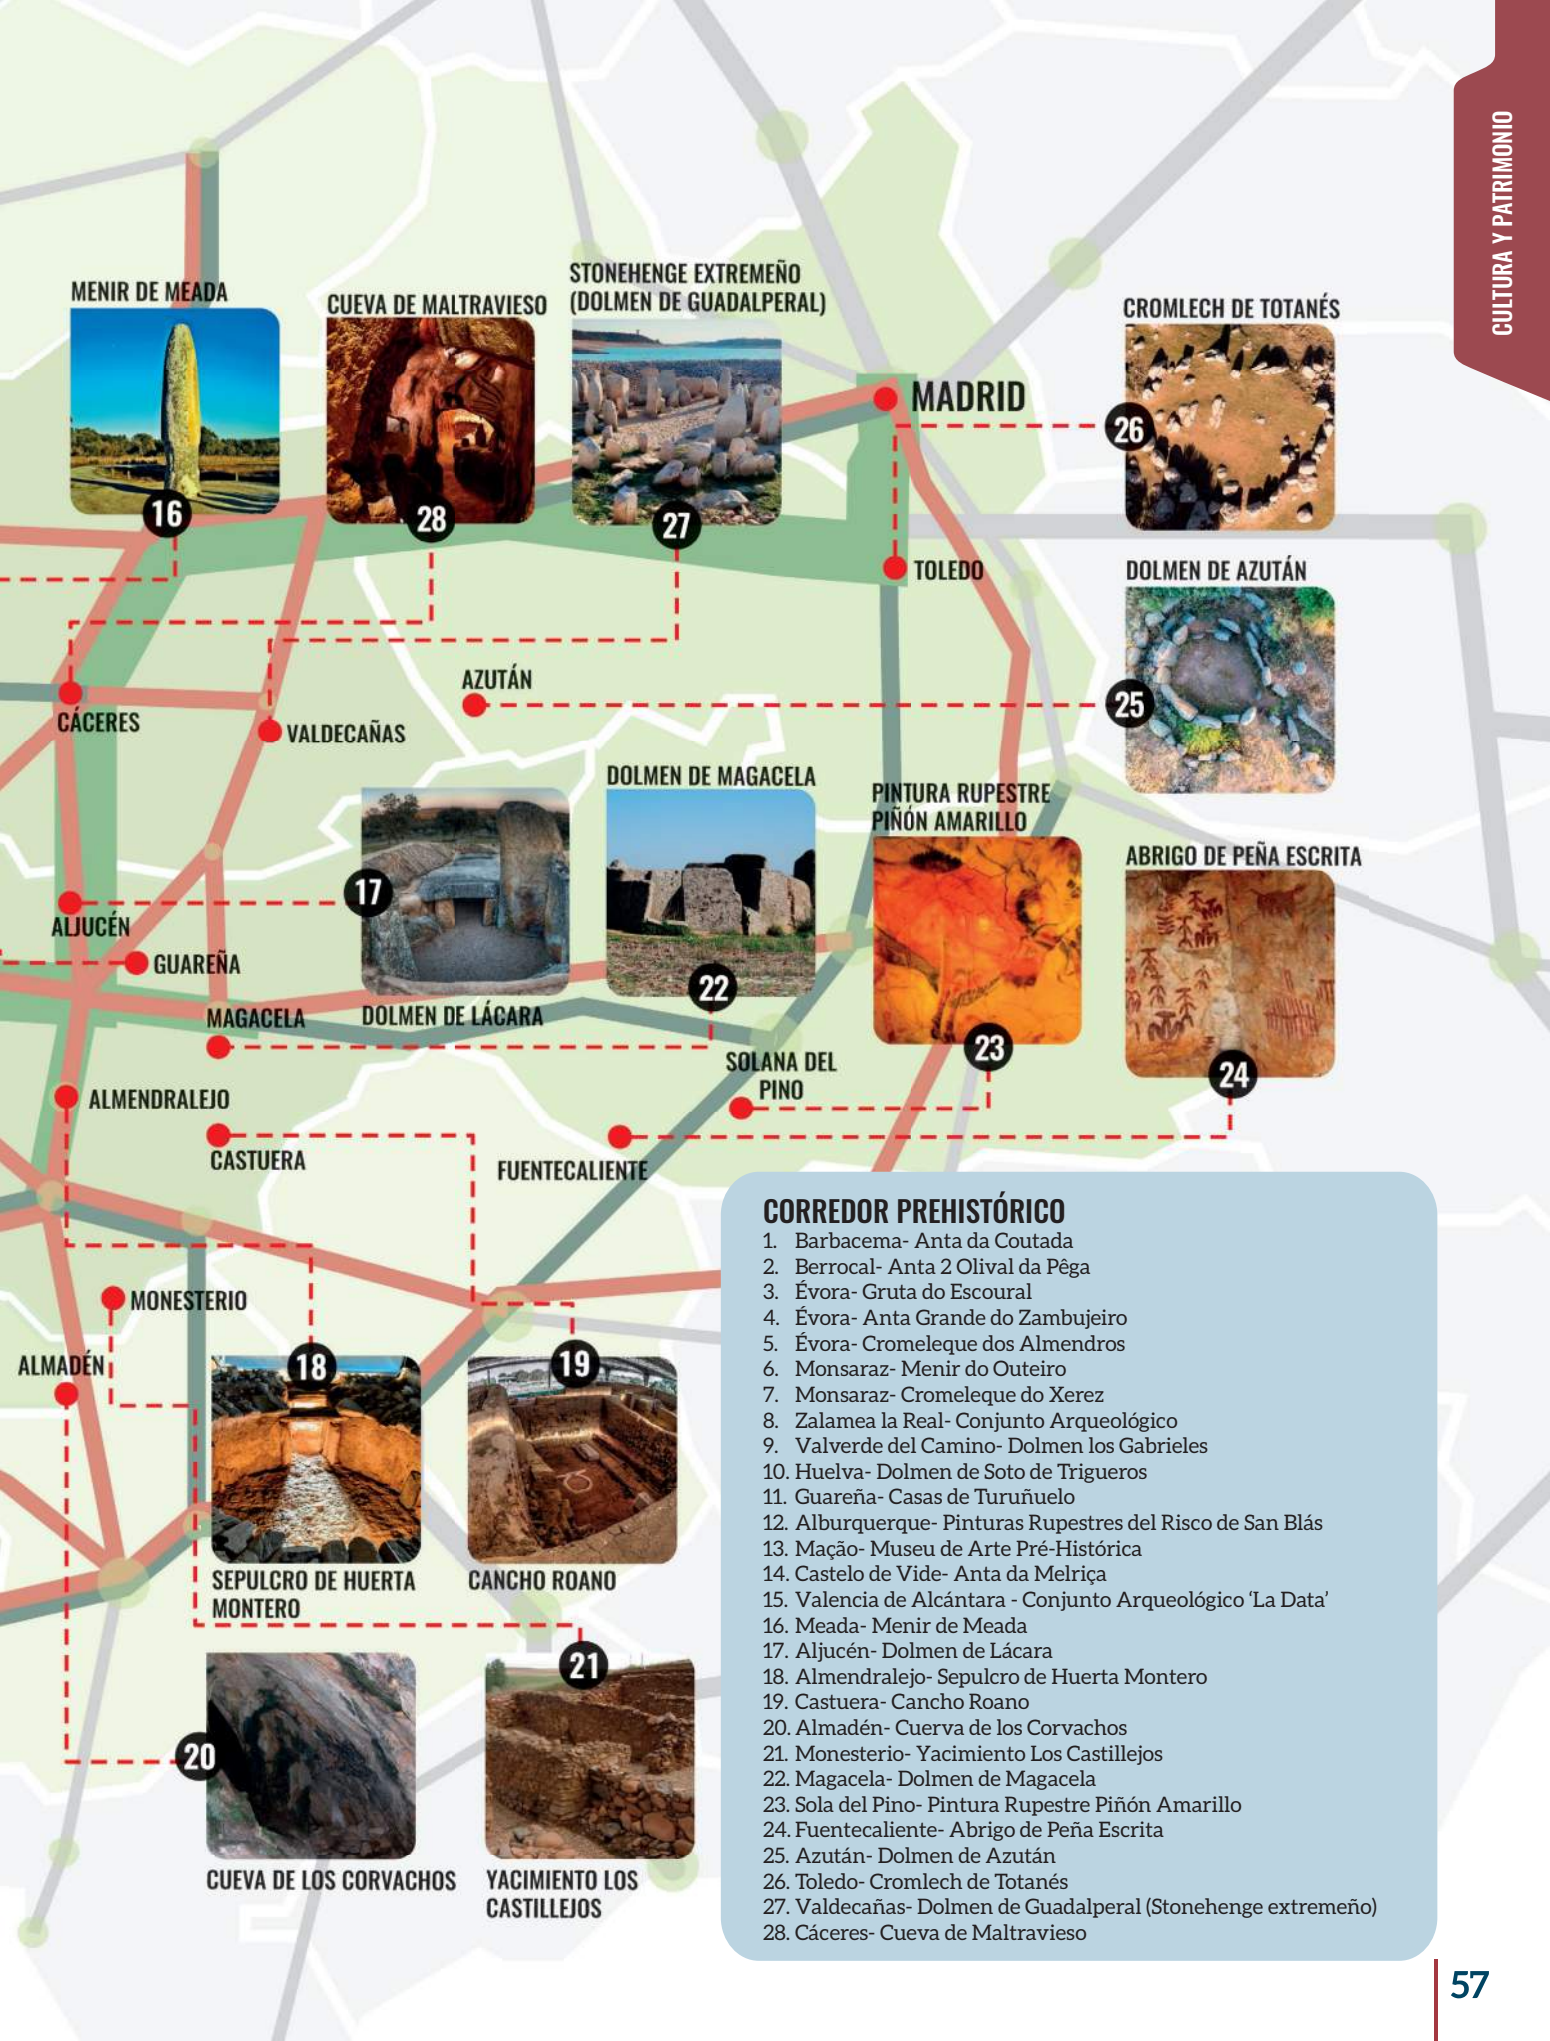 CULTURA Y PATRIMONIO
STONEHENGE EXTREMEÑO
(DOLMEN DE GUADALPERAL)
MENIR DE MEADA
CUEVA DE MALTRAVIESO
CROMLECH DE TOTANÉS
MADRID
26
16
28
27
TOLEDO
DOLMEN DE AZUTÁN
AZUTÁN
25
CÁCERES
VALDECAÑAS
DOLMEN DE MAGACELA
PINTURA RUPESTRE
PIÑÓN AMARILLO
ABRIGO DE PEÑA ESCRITA
17
ALJUCÉN
GUAREÑA
22
MAGACELA
DOLMEN DE LÁCARA
23
SOLANA DEL
PINO
24
ALMENDRALEJO
CASTUERA
FUENTECALIENTE
MONESTERIO
ALMADÉN
18
19
SEPULCRO DE HUERTA
MONTERO
CANCHO ROANO
21
20
CUEVA DE LOS CORVACHOS
YACIMIENTO LOS
CASTILLEJOS
CORREDOR PREHISTÓRICO
1. Barbacema- Anta da Coutada
2. Berrocal- Anta 2 Olival da Pêga
3. Évora- Gruta do Escoural
4. Évora- Anta Grande do Zambujeiro
5. Évora- Cromeleque dos Almendros
6. Monsaraz- Menir do Outeiro
7. Monsaraz- Cromeleque do Xerez
8. Zalamea la Real- Conjunto Arqueológico
9. Valverde del Camino- Dolmen los Gabrieles
10. Huelva- Dolmen de Soto de Trigueros
11. Guareña- Casas de Turuñuelo
12. Alburquerque- Pinturas Rupestres del Risco de San Blás
13. Mação- Museu de Arte Pré-Histórica
14. Castelo de Vide- Anta da Melriça
15. Valencia de Alcántara - Conjunto Arqueológico ‘La Data’
16. Meada- Menir de Meada
17. Aljucén- Dolmen de Lácara
18. Almendralejo- Sepulcro de Huerta Montero
19. Castuera- Cancho Roano
20. Almadén- Cuerva de los Corvachos
21. Monesterio- Yacimiento Los Castillejos
22. Magacela- Dolmen de Magacela
23. Sola del Pino- Pintura Rupestre Piñón Amarillo
24. Fuentecaliente- Abrigo de Peña Escrita
25. Azután- Dolmen de Azután
26. Toledo- Cromlech de Totanés
27. Valdecañas- Dolmen de Guadalperal (Stonehenge extremeño)
28. Cáceres- Cueva de Maltravieso
57